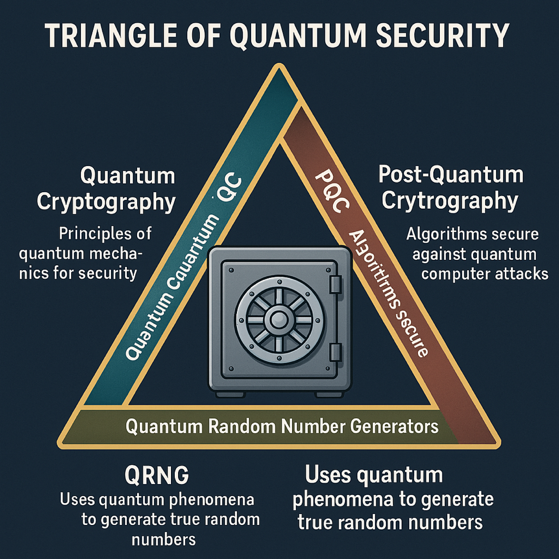 TRIANGLE OF QUANTUM SECURITY
Quantum
Cryptography
Principles of
quantum mecha-
nics for security
QC
Quantum Cauantum
PQC
Algorithms secure
Post-Quantum
Crytrography
Algorithms secure
against quantum
computer attacks
Quantum Random Number Generators
QRNG
Uses quantum phenomena
to generate true random
numbers
Uses quantum
phenomena to generate
true random numbers